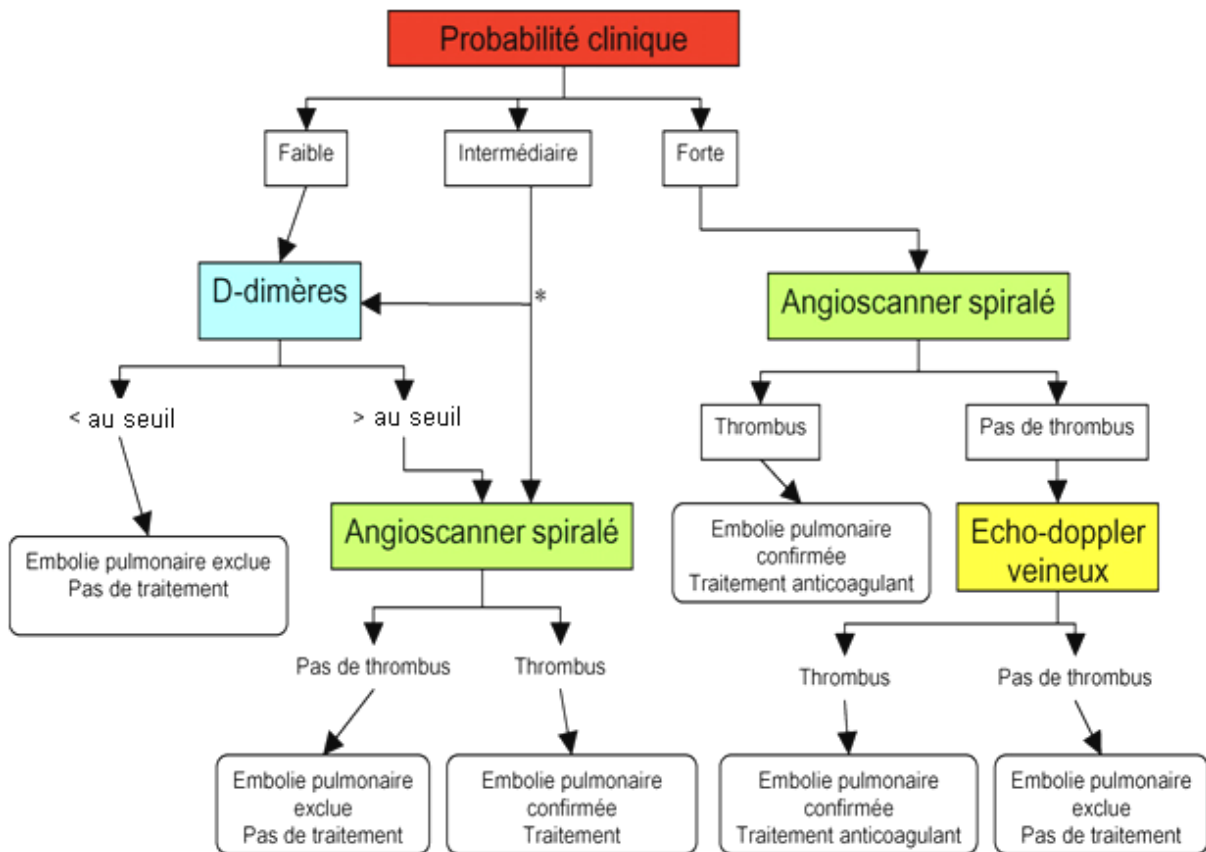 Probabilité clinique
Faible
Intermédiaire
Forte
D-dimères
*
Angioscanner spiralé
< au seuil
> au seuil
Thrombus
Pas de thrombus
Embolie pulmonaire exclue
Pas de traitement
Angioscanner spiralé
Embolie pulmonaire
confirmée
Traitement anticoagulant
Echo-doppler
veineux
Pas de thrombus
Thrombus
Thrombus
Pas de thrombus
Embolie pulmonaire
exclue
Pas de traitement
Embolie pulmonaire
confirmée
Traitement
Embolie pulmonaire
confirmée
Traitement anticoagulant
Embolie pulmonaire
exclue
Pas de traitement